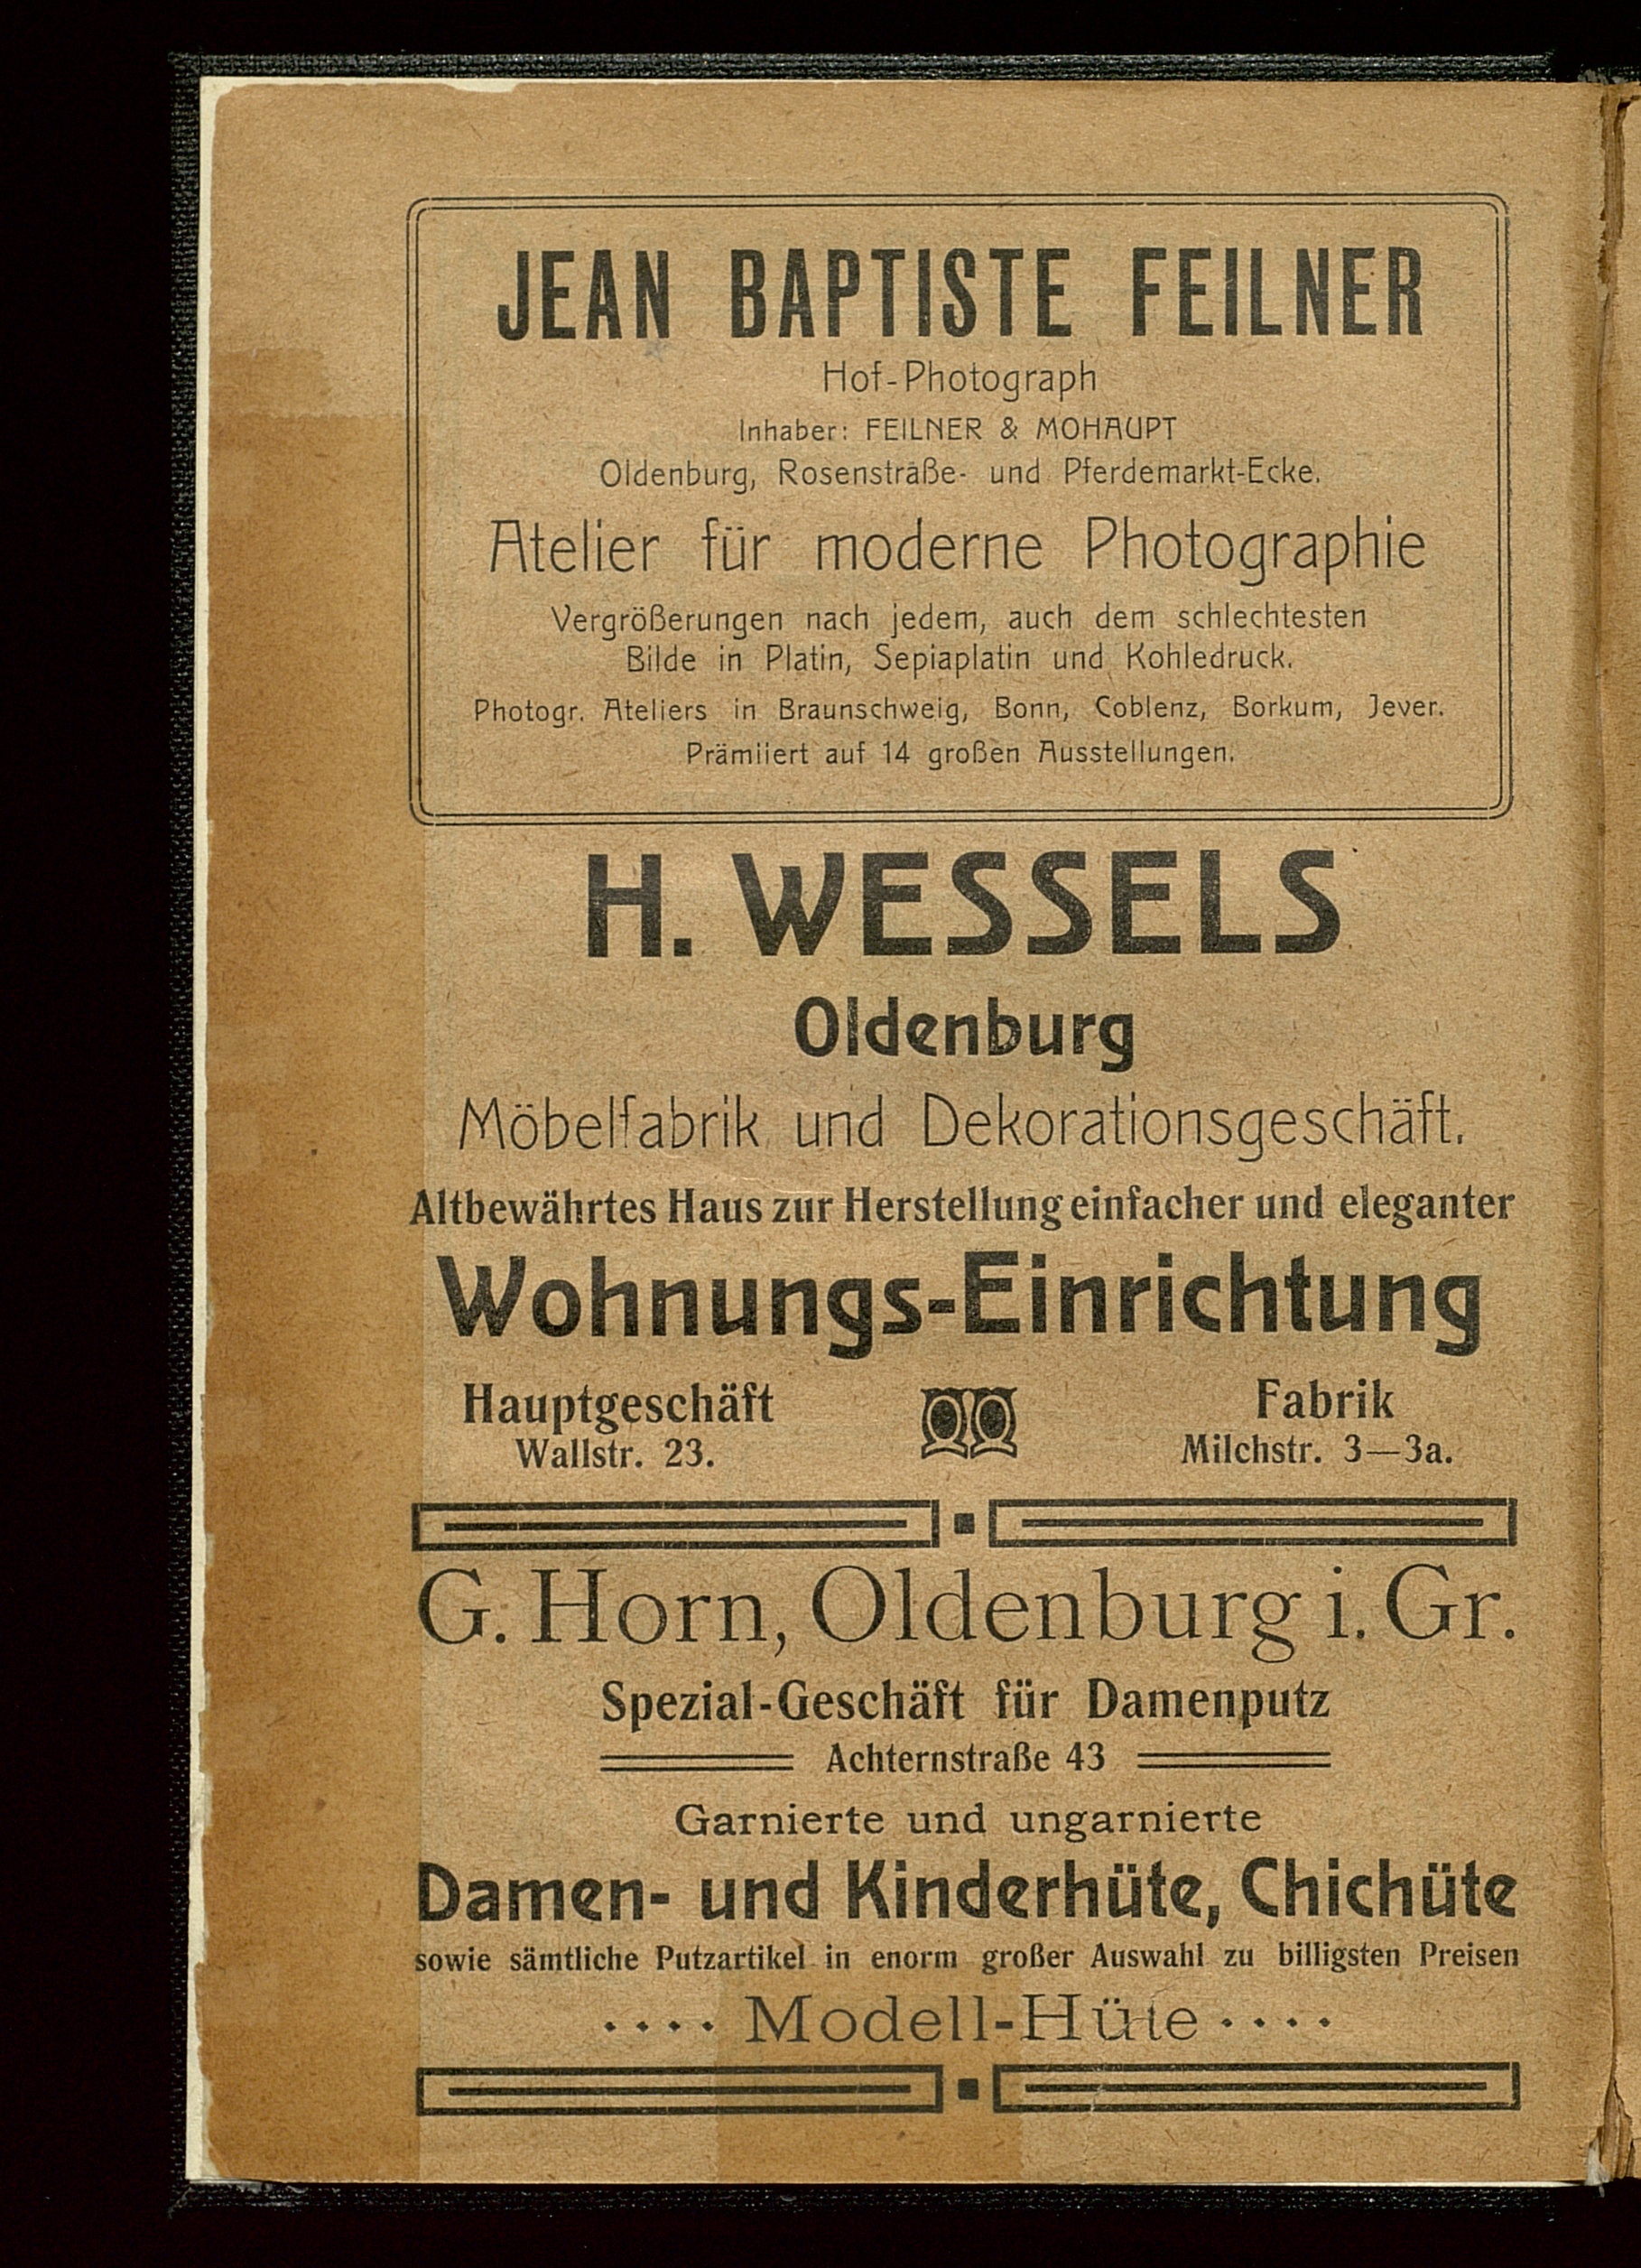 JEAN BAPTISTE FEILNER
Hof-Photograph
Inhaber: FEILNER & MOHAUPT
Oldenburg, Rosenstraße- und Pferdemarkt-Ecke.
Atelier für moderne Photographie
Vergrößerungen nach jedem, auch dem schlechtesten
Bilde in Platin, Sepiaplatin und Kohledruck.
Photogr. Ateliers in Braunschweig, Bonn, Coblenz, Borkum, Jever.
Prämiiert auf 14 großen Ausstellungen.
H. WESSELS
Oldenburg
Möbelfabrik und Dekorationsgeschäft.
Altbewährtes Haus zur Herstellung einfacher und eleganter
Wohnungs-Einrichtung
Hauptgeschäft
Wallstr. 23.
Fabrik
Milchstr. 3—3a.
G. Horn, Oldenburg i. Gr.
Spezial-Geschäft für Damenputz
Achternstraße 43
Garnierte und ungarnierte
Damen- und Kinderhüte, Chichüte
sowie sämtliche Putzartikel in enorm großer Auswahl zu billigsten Preisen
.... Modell-Hüte ....